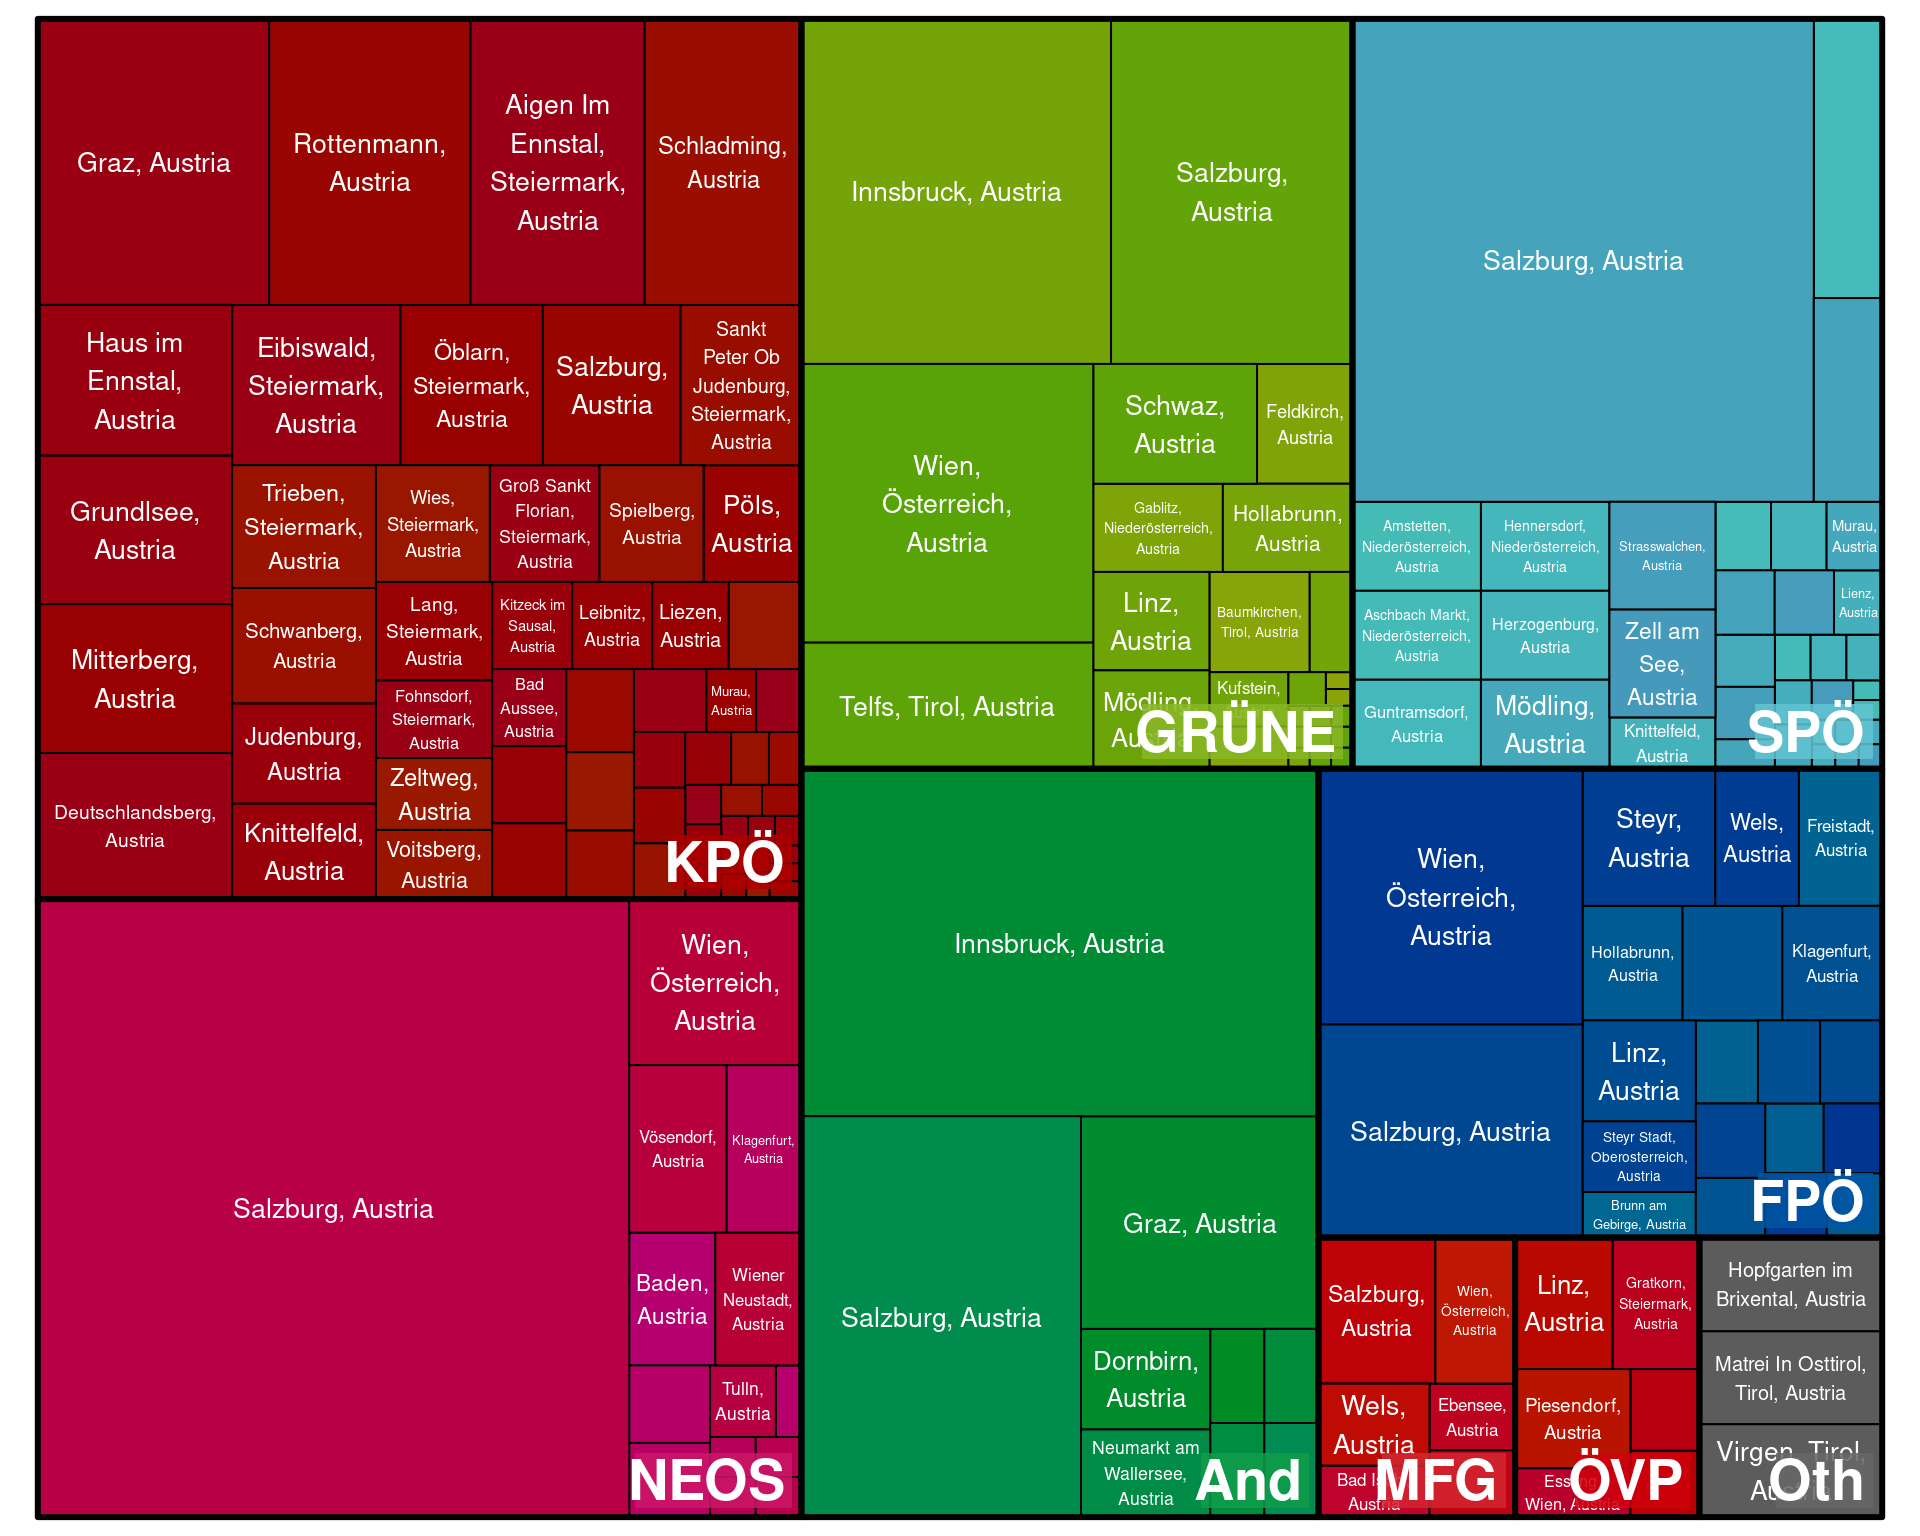 Graz, Austria
Rottenmann,
Austria
Aigen Im
Ennstal,
Steiermark,
Austria
Schladming,
Austria
Haus im
Ennstal,
Austria
Eibiswald,
Steiermark,
Austria
Öblarn,
Steiermark,
Austria
Salzburg,
Austria
Sankt
Peter Ob
Judenburg,
Steiermark,
Austria
Grundlsee,
Austria
Trieben,
Steiermark,
Austria
Wies,
Steiermark,
Austria
Groß Sankt
Florian,
Steiermark,
Austria
Spielberg,
Austria
Pöls,
Austria
Mitterberg,
Austria
Schwanberg,
Austria
Lang,
Steiermark,
Austria
Kitzeck im
Sausal,
Austria
Leibnitz,
Austria
Liezen,
Austria
Judenburg,
Austria
Fohnsdorf,
Steiermark,
Austria
Bad
Aussee,
Austria
Murau,
Austria
Deutschlandsberg,
Austria
Knittelfeld,
Austria
Zeltweg,
Austria
Voitsberg,
Austria
KPÖ
Innsbruck, Austria
Salzburg,
Austria
Wien,
Österreich,
Austria
Schwaz,
Austria
Feldkirch,
Austria
Gablitz,
Niederösterreich,
Austria
Hollabrunn,
Austria
Linz,
Austria
Baumkirchen,
Tirol, Austria
Telfs, Tirol, Austria
Mödling,
Austria
Kufstein,
GRÜNE
Salzburg, Austria
Amstetten,
Niederösterreich,
Austria
Hennersdorf,
Niederösterreich,
Austria
Strasswalchen,
Austria
Murau,
Austria
Aschbach Markt,
Niederösterreich,
Austria
Herzogenburg,
Austria
Zell am
See,
Austria
Lienz,
Austria
Guntramsdorf,
Austria
Mödling,
Austria
Knittelfeld,
Austria
SPÖ
Salzburg, Austria
Wien,
Österreich,
Austria
Vösendorf,
Austria
Klagenfurt,
Austria
Baden,
Austria
Wiener
Neustadt,
Austria
Tulln,
Austria
NEOS
Innsbruck, Austria
Salzburg, Austria
Graz, Austria
Dornbirn,
Austria
Neumarkt am
Wallersee,
Austria
And
Wien,
Österreich,
Austria
Steyr,
Austria
Wels,
Austria
Freistadt,
Austria
Hollabrunn,
Austria
Klagenfurt,
Austria
Salzburg, Austria
Linz,
Austria
Steyr Stadt,
Oberosterreich,
Austria
Brunn am
Gebirge, Austria
FPÖ
Salzburg,
Austria
Wien,
Österreich,
Austria
Wels,
Austria
Ebensee,
Austria
Bad
Austria
MFG
Linz,
Austria
Gratkorn,
Steiermark,
Austria
Piesendorf,
Austria
Wien, Austria
ÖVP
Hopfgarten im
Brixental, Austria
Matrei In Osttirol,
Tirol, Austria
Virgen, Tirol,
Austria
Oth